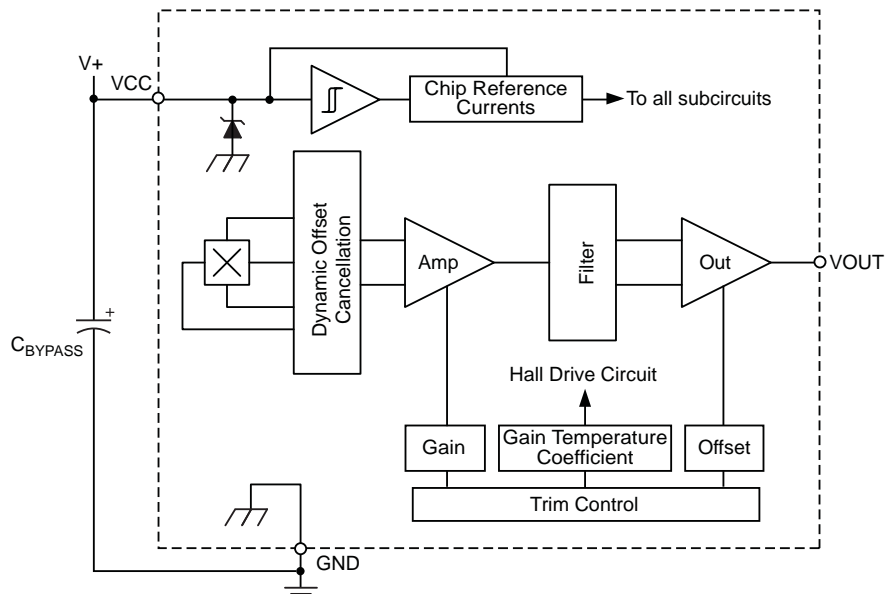 V+
VCC
Chip Reference
Currents
To all subcircuits
Dynamic Offset
Cancellation
Amp
Filter
Out
VOUT
+
CBYPASS
Hall Drive Circuit
Gain
Gain Temperature
Coefficient
Offset
Trim Control
GND